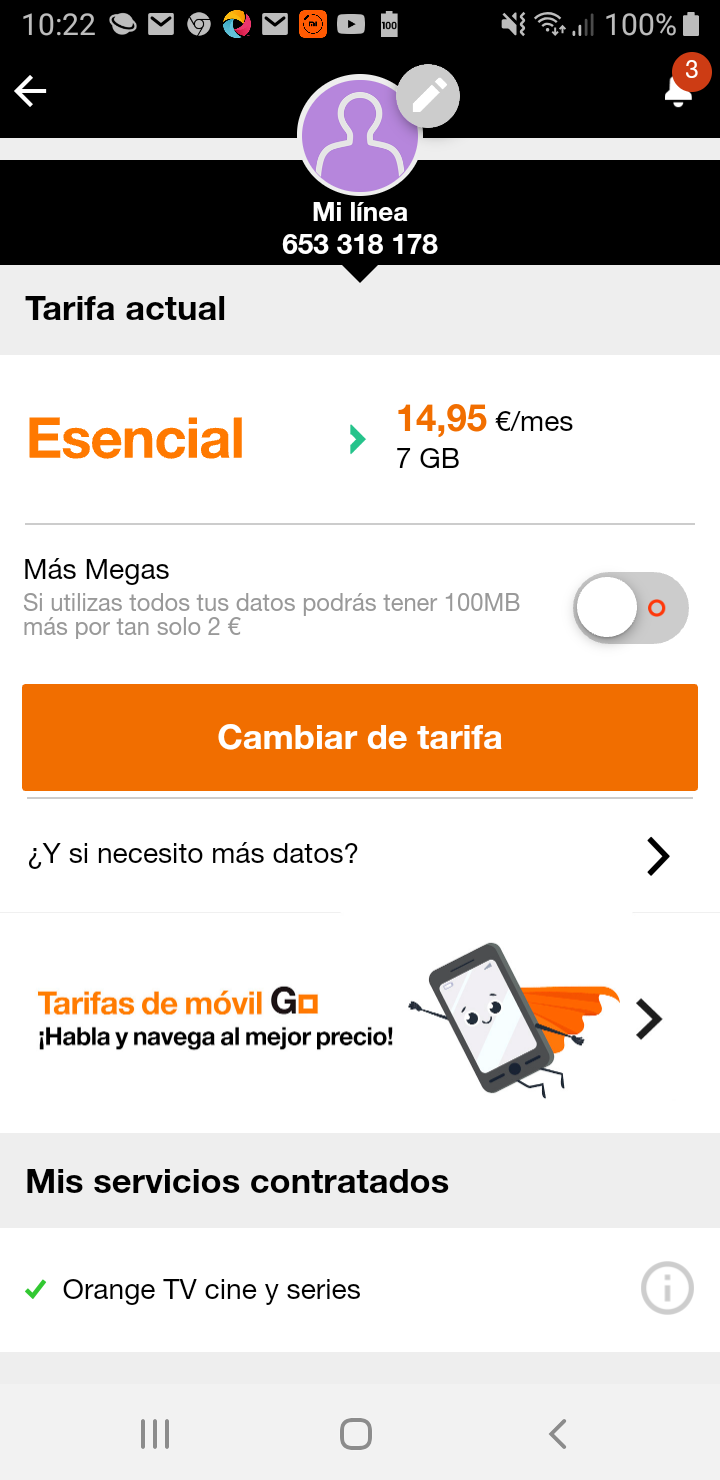 10:22
100
100%
3
Mi línea
653 318 178
Tarifa actual
Esencial
14,95 €/mes
7 GB
Más Megas
Si utilizas todos tus datos podrás tener 100MB
más por tan solo 2 €
Cambiar de tarifa
¿Y si necesito más datos?
Tarifas de móvil Go
¡Habla y navega al mejor precio!
Mis servicios contratados
Orange TV cine y series